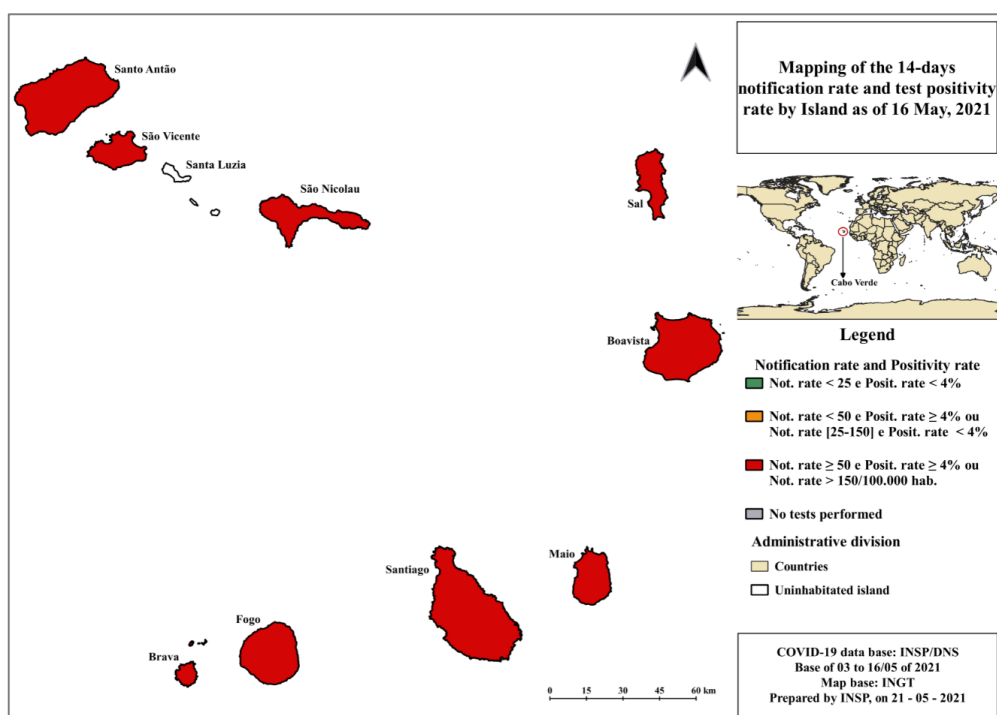 Mapping of the 14-days
notification rate and test positivity
rate by Island as of 16 May, 2021
Santo Antão
São Vicente
Santa Luzia
São Nicolau
Sal
Boavista
Maio
Santiago
Fogo
Brava
0 15 30 45 60 km
Cabo Verde
Legend
Notification rate and Positivity rate
Not. rate < 25 e Posit. rate < 4%
Not. rate < 50 e Posit. rate ≥ 4% ou
Not. rate [25-150] e Posit. rate < 4%
Not. rate ≥ 50 e Posit. rate ≥ 4% ou
Not. rate > 150/100.000 hab.
No tests performed
Administrative division
Countries
Uninhabitated island
COVID-19 data base: INSP/DNS
Base of 03 to 16/05 of 2021
Map base: INGT
Prepared by INSP, on 21 - 05 - 2021